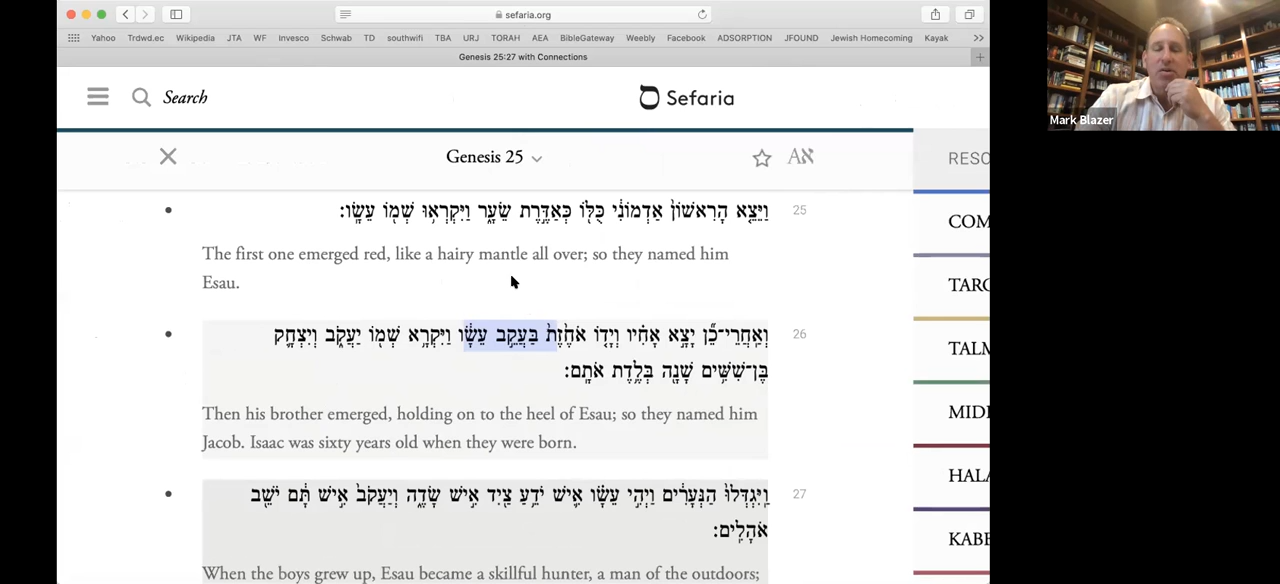 sefaria.org
Yahoo Trdwd.ec Wikipedia JTA WF Invesco Schwab TD southwifi TBA URJ TORAH AEA BibleGateway Weebly Facebook ADSORPTION JFOUND Jewish Homecoming Kayak >>
Genesis 25:27 with Connections
Search
Sefaria
Mark Blazer
Genesis 25
Aא
RESO
וַיֵּצֵ֤א הָרִאשׁוֹן֙ אַדְמוֹנִ֔י כֻּלּ֖וֹ כְּאַדֶּ֣רֶת שֵׂעָ֑ר וַיִּקְרְא֥וּ שְׁמ֖וֹ עֵשָֽׂו׃
25
COM
The first one emerged red, like a hairy mantle all over; so they named him
Esau.
TARG
וְאַֽחֲרֵי־כֵ֞ן יָצָ֣א אָחִ֗יו וְיָד֤וֹ אֹחֶ֙זֶת֙ בַּעֲקֵ֣ב עֵשָׂ֔ו וַיִּקְרָ֥א שְׁמ֖וֹ יַעֲקֹ֑ב וְיִצְחָ֛ק
26
בֶּן־שִׁשִּׁ֥ים שָׁנָ֖ה בְּלֶ֥דֶת אֹתָֽם׃
TALM
Then his brother emerged, holding on to the heel of Esau; so they named him
Jacob. Isaac was sixty years old when they were born.
MIDI
HALA
וַֽיִּגְדְּלוּ֙ הַנְּעָרִ֔ים וַיְהִ֣י עֵשָׂ֗ו אִ֛ישׁ יֹדֵ֥עַ צַ֖יִד אִ֣ישׁ שָׂדֶ֑ה וְיַעֲקֹב֙ אִ֣ישׁ תָּ֔ם יֹשֵׁ֖ב
27
אֹהָלִֽים׃
KABB
When the boys grew up, Esau became a skillful hunter, a man of the outdoors;